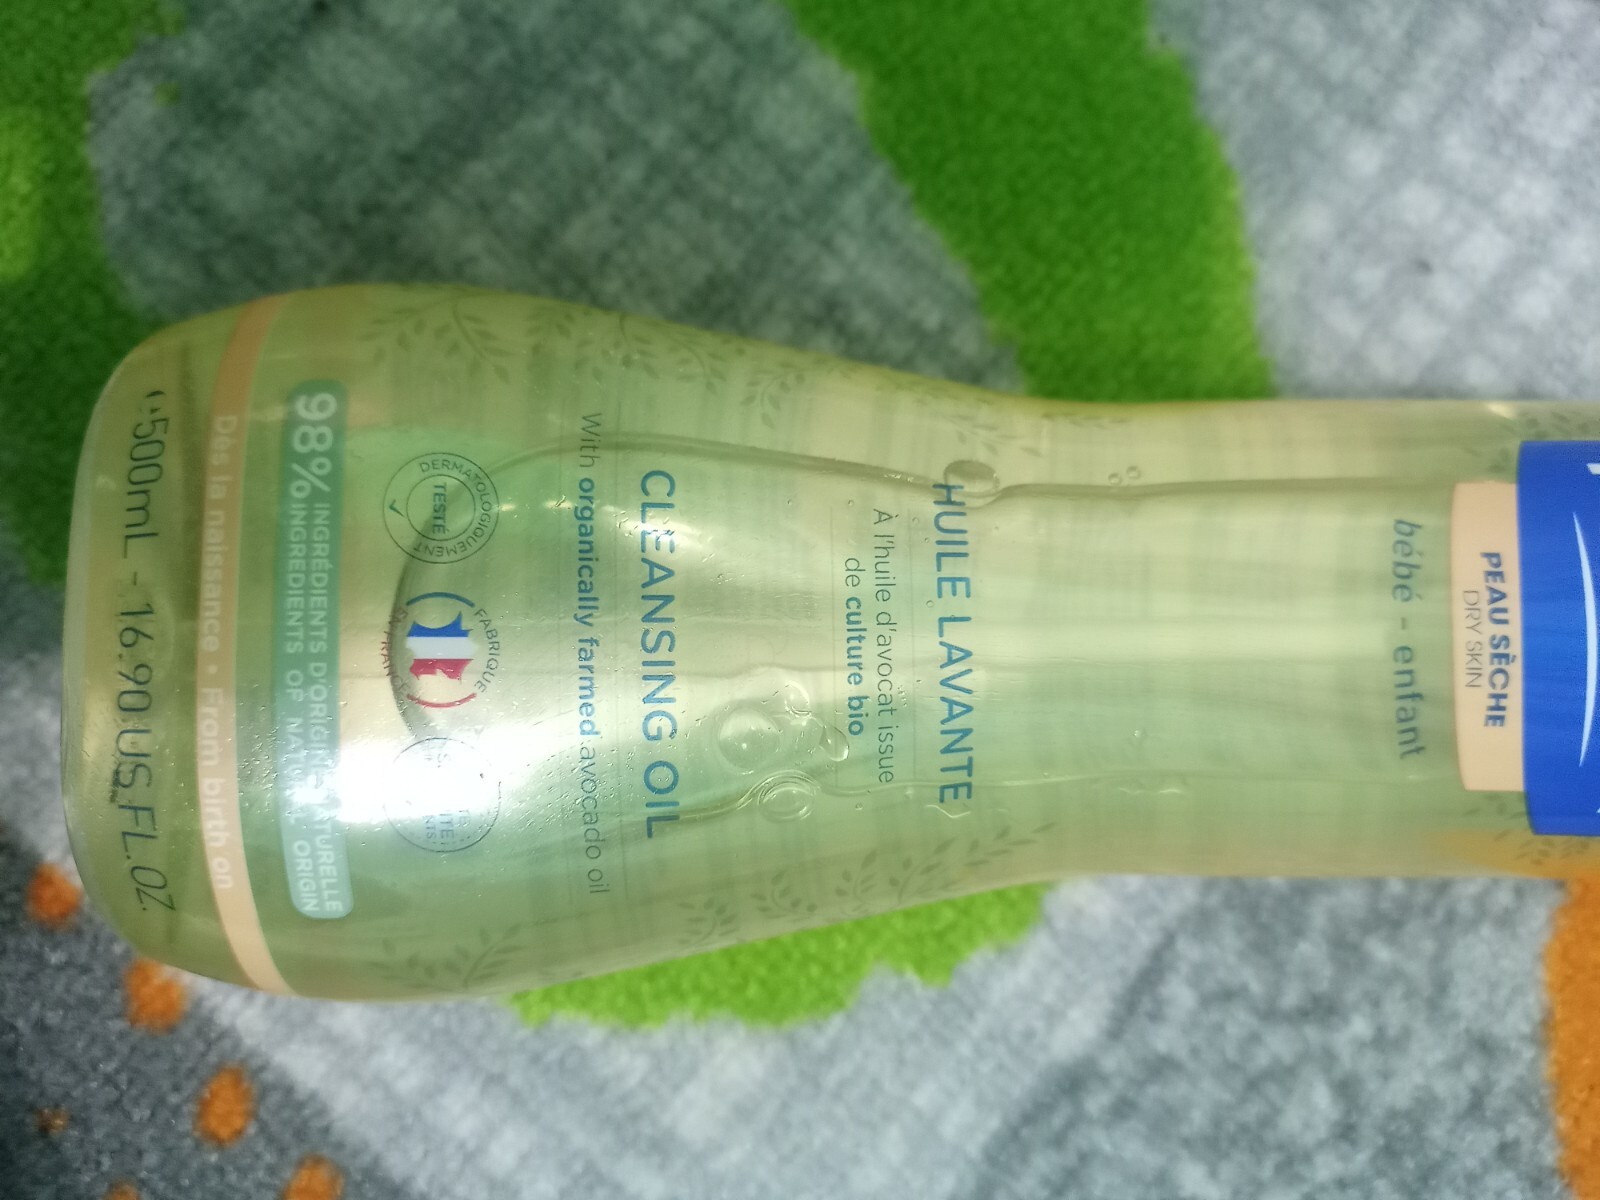 PEAU SÈCHE
DRY SKIN
bébé - enfant
HUILE LAVANTE
À l'huile d'avocat issue
de culture bio
CLEANSING OIL
With organically farmed avocado oil
DERMATOLOGIQUEMENT
TESTÉ
FABRIQUÉ
FRANCE
98% INGRÉDIENTS D'ORIGINE NATURELLE
INGREDIENTS OF NATURAL ORIGIN
Dès la naissance • From birth on
500mL - 16.90 US.FL.OZ.